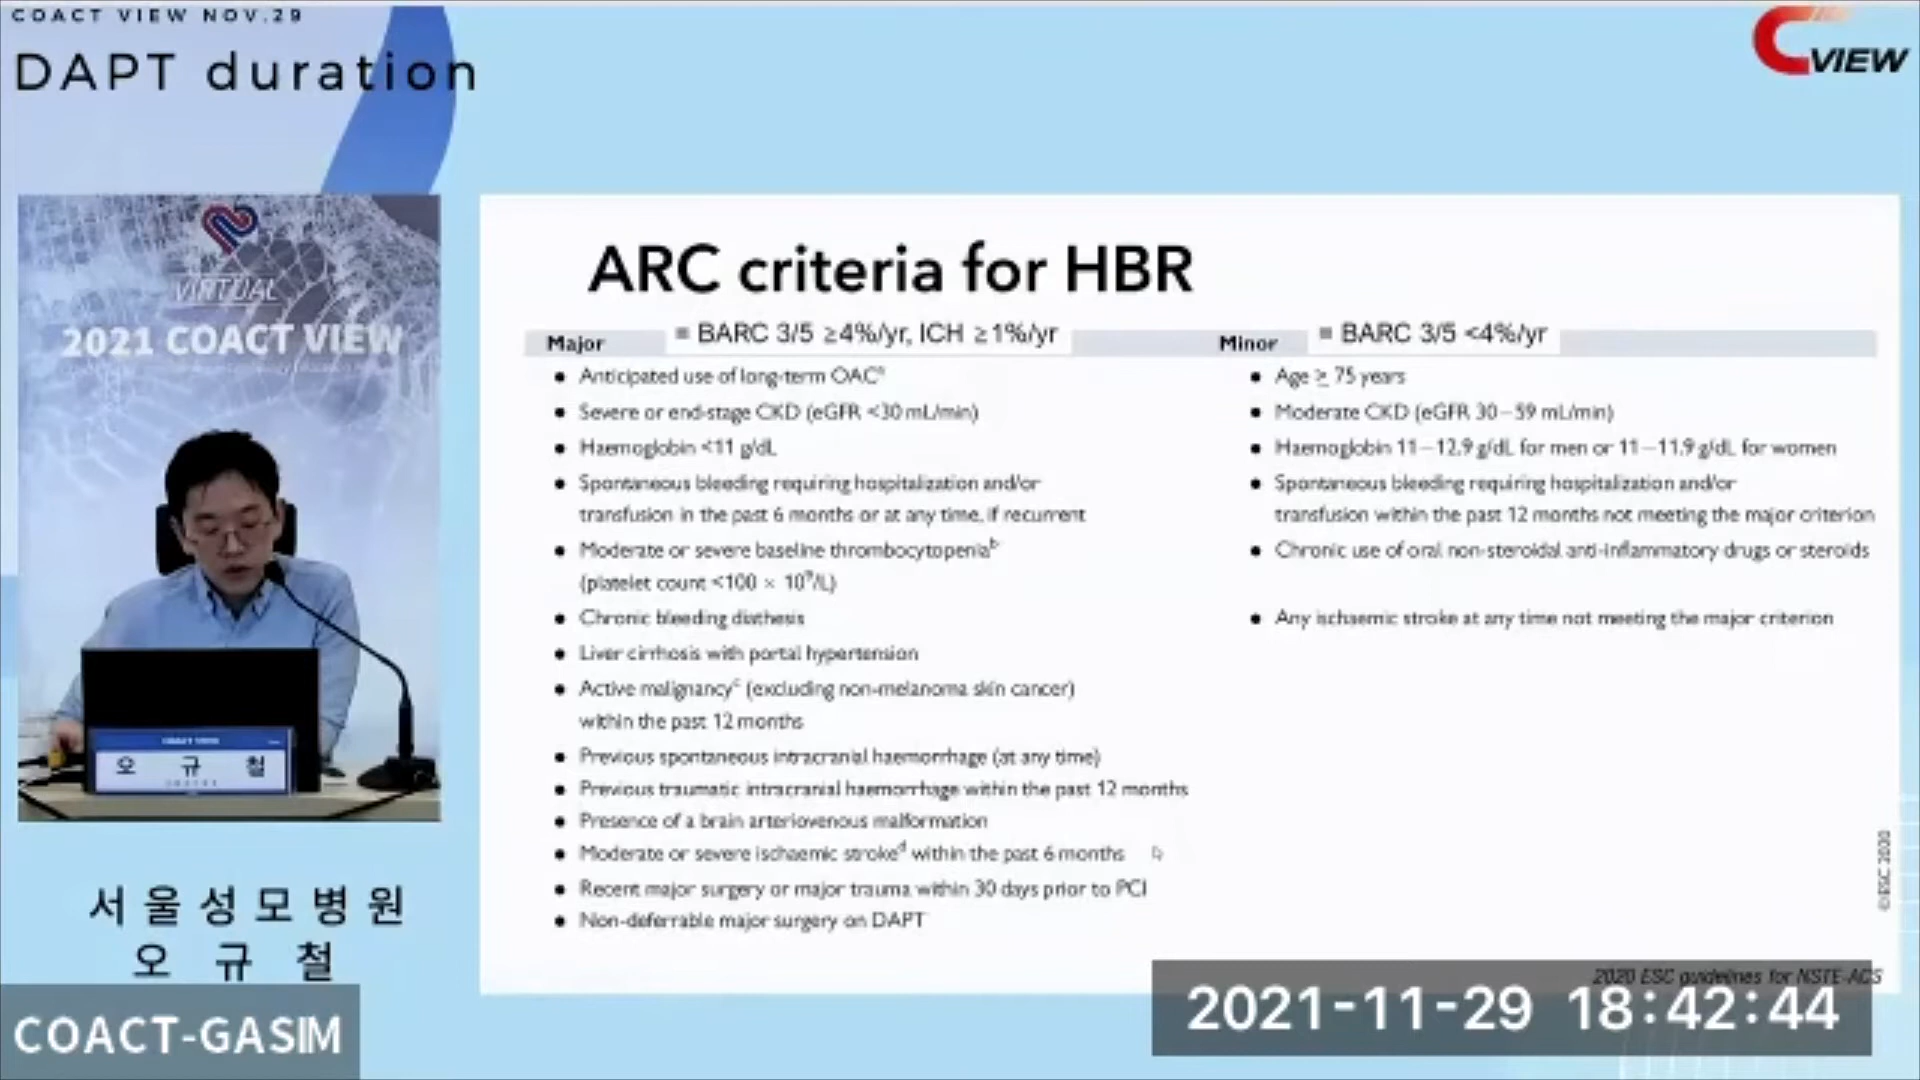 COACT VIEW NOV.29
DAPT duration
CVIEW
VIRTUAL
2021 COACT VIEW
오 규 철
서울성모병원
오 규 철
COACT-GASIM
ARC criteria for HBR
Major
= BARC 3/5 ≥4%/yr, ICH ≥1%/yr
• Anticipated use of long-term OACᵃ
• Severe or end-stage CKD (eGFR <30 mL/min)
• Haemoglobin <11 g/dL
• Spontaneous bleeding requiring hospitalization and/or
transfusion in the past 6 months or at any time, if recurrent
• Moderate or severe baseline thrombocytopeniaᵇ
(platelet count <100 × 10⁹/L)
• Chronic bleeding diathesis
• Liver cirrhosis with portal hypertension
• Active malignancyᶜ (excluding non-melanoma skin cancer)
within the past 12 months
• Previous spontaneous intracranial haemorrhage (at any time)
• Previous traumatic intracranial haemorrhage within the past 12 months
• Presence of a brain arteriovenous malformation
• Moderate or severe ischaemic strokeᵈ within the past 6 months
• Recent major surgery or major trauma within 30 days prior to PCI
• Non-deferrable major surgery on DAPT
Minor
= BARC 3/5 <4%/yr
• Age ≥ 75 years
• Moderate CKD (eGFR 30–59 mL/min)
• Haemoglobin 11–12.9 g/dL for men or 11–11.9 g/dL for women
• Spontaneous bleeding requiring hospitalization and/or
transfusion within the past 12 months not meeting the major criterion
• Chronic use of oral non-steroidal anti-inflammatory drugs or steroids
• Any ischaemic stroke at any time not meeting the major criterion
©ESC 2020
2020 ESC guidelines for NSTE-ACS
2021-11-29 18:42:44